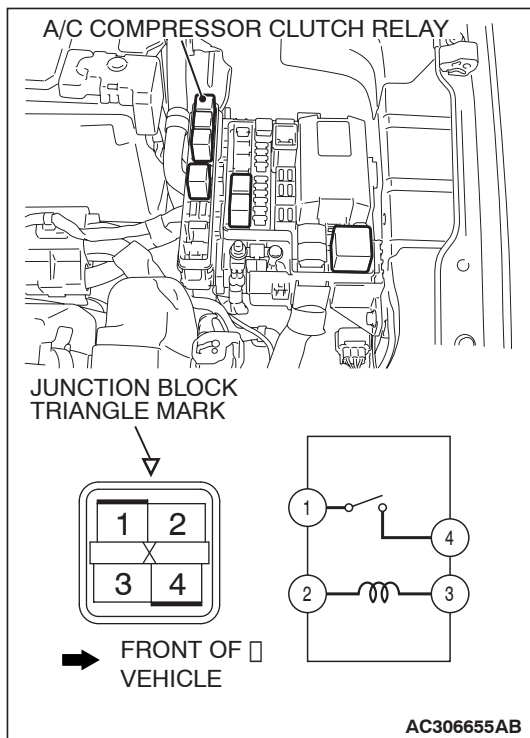 A/C COMPRESSOR CLUTCH RELAY
JUNCTION BLOCK
TRIANGLE MARK
1 2
3 4
FRONT OF
VEHICLE
1
4
2
3
AC306655AB